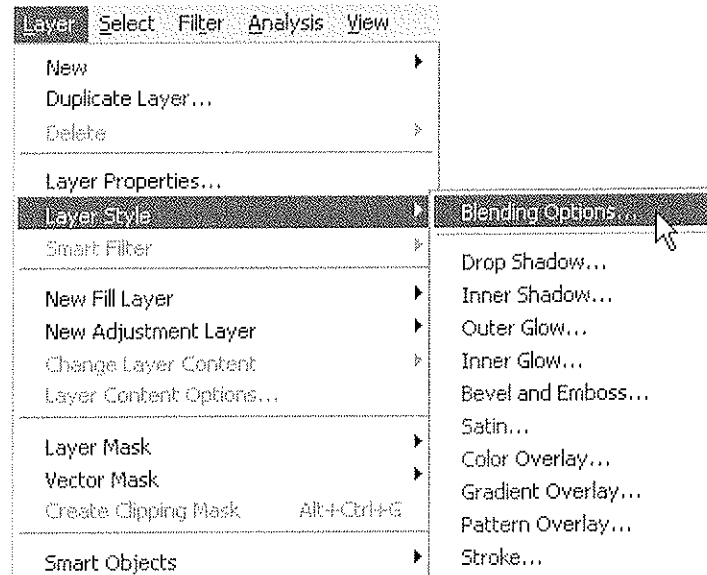 Layer Select Filter Analysis View
New
Duplicate Layer...
Delete
Layer Properties...
Layer Style
Smart Filter
New Fill Layer
New Adjustment Layer
Change Layer Content
Layer Content Options...
Layer Mask
Vector Mask
Create Clipping Mask Alt+Ctrl+G
Smart Objects
Blending Options...
Drop Shadow...
Inner Shadow...
Outer Glow...
Inner Glow...
Bevel and Emboss...
Satin...
Color Overlay...
Gradient Overlay...
Pattern Overlay...
Stroke...